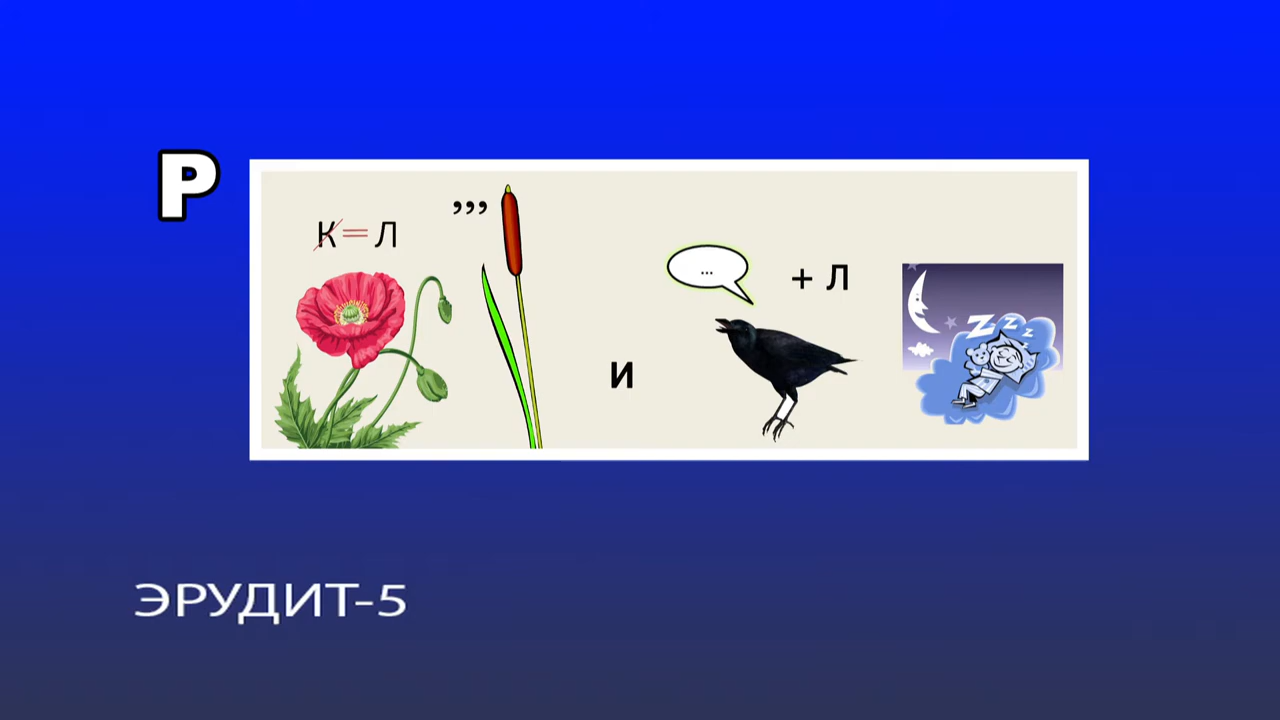 Р
К = Л
,,,
и
...
+ Л
Z Z Z
ЭРУДИТ-5